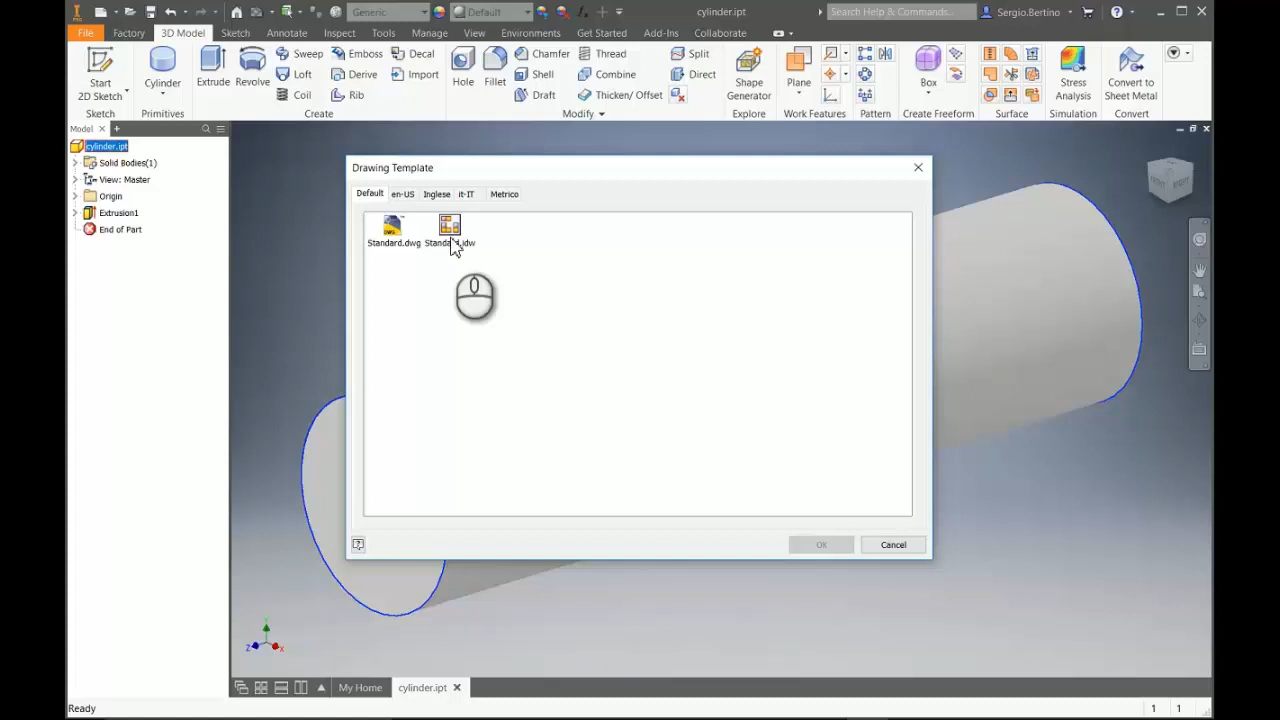 Generic
Default
cylinder.ipt
Search Help & Commands...
Sergio.Bertino
File
Factory
3D Model
Sketch
Annotate
Inspect
Tools
Manage
View
Environments
Get Started
Add-Ins
Collaborate
Start
2D Sketch
Sketch
Cylinder
Primitives
Extrude
Revolve
Sweep
Emboss
Decal
Loft
Derive
Import
Coil
Rib
Create
Hole
Fillet
Chamfer
Thread
Split
Shell
Combine
Direct
Draft
Thicken/ Offset
Modify
Shape
Generator
Explore
Plane
Work Features
Pattern
Box
Create Freeform
Surface
Stress
Analysis
Simulation
Convert to
Sheet Metal
Convert
Model
cylinder.ipt
Solid Bodies(1)
View: Master
Origin
Extrusion1
End of Part
Drawing Template
Default
en-US
Inglese
it-IT
Metrico
DWG
Standard.dwg
OK
Cancel
Z
X
My Home
cylinder.ipt
Ready
1
1